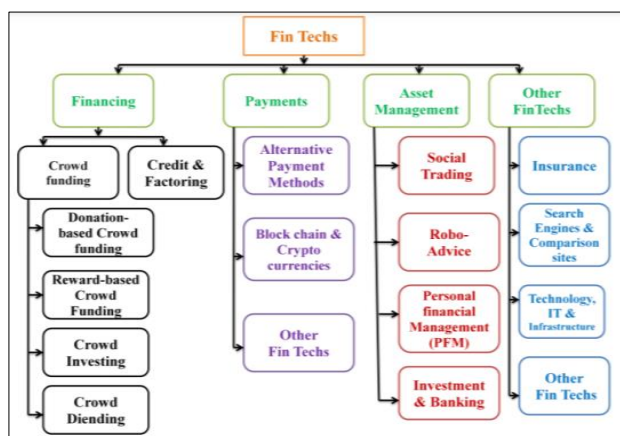 Fin Techs
Financing
Payments
Asset
Management
Other
FinTechs
Crowd
funding
Credit &
Factoring
Donation-
based Crowd
funding
Reward-based
Crowd
Funding
Crowd
Investing
Crowd
Diending
Alternative
Payment
Methods
Block chain &
Crypto
currencies
Other
Fin Techs
Social
Trading
Robo-
Advice
Personal
financial
Management
(PFM)
Investment
& Banking
Insurance
Search
Engines &
Comparison
sites
Technology,
IT &
Infrastructure
Other
Fin Techs